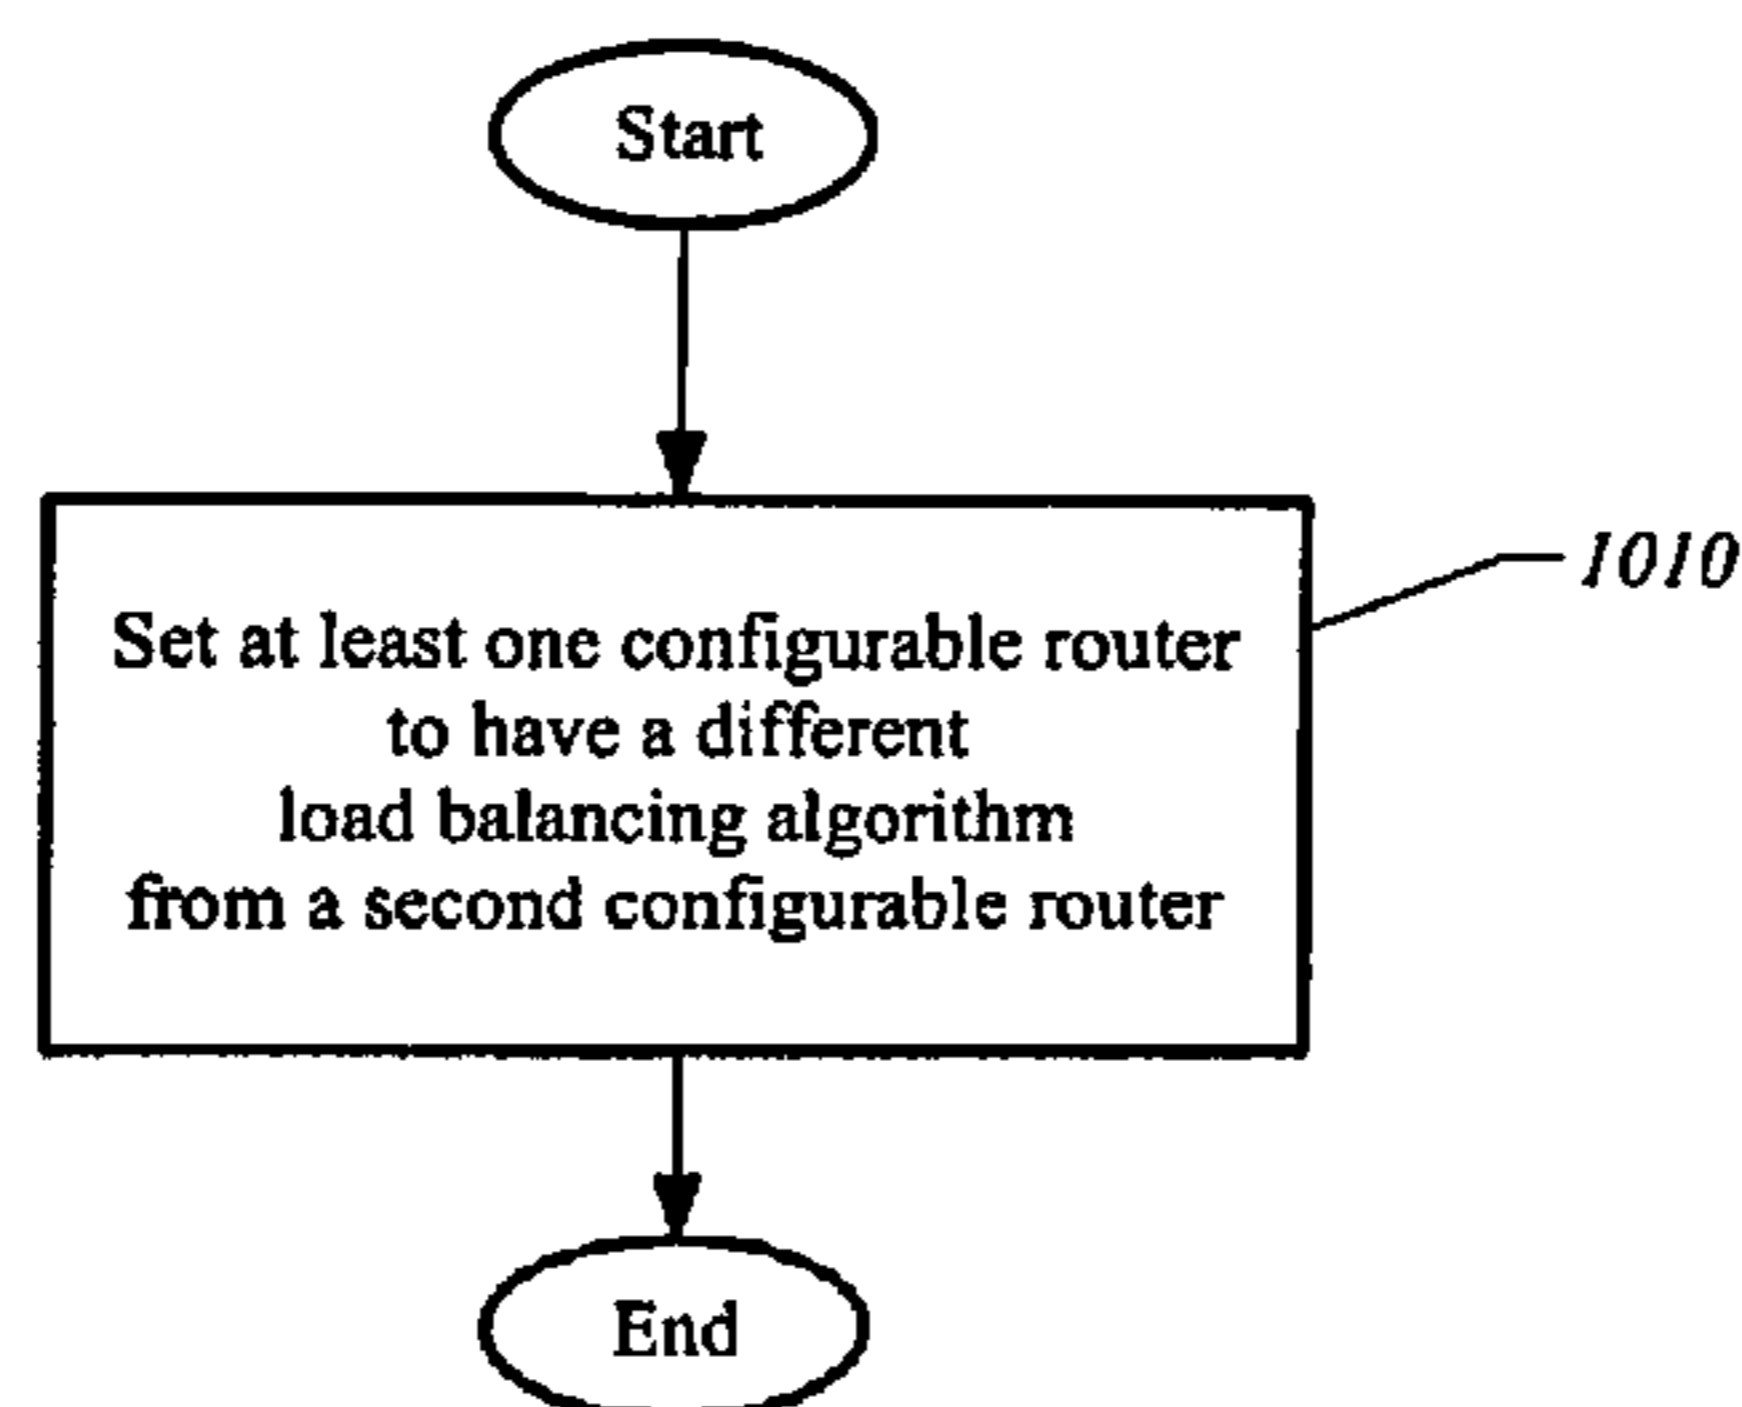 Start
1010
Set at least one configurable router
to have a different
load balancing algorithm
from a second configurable router
End